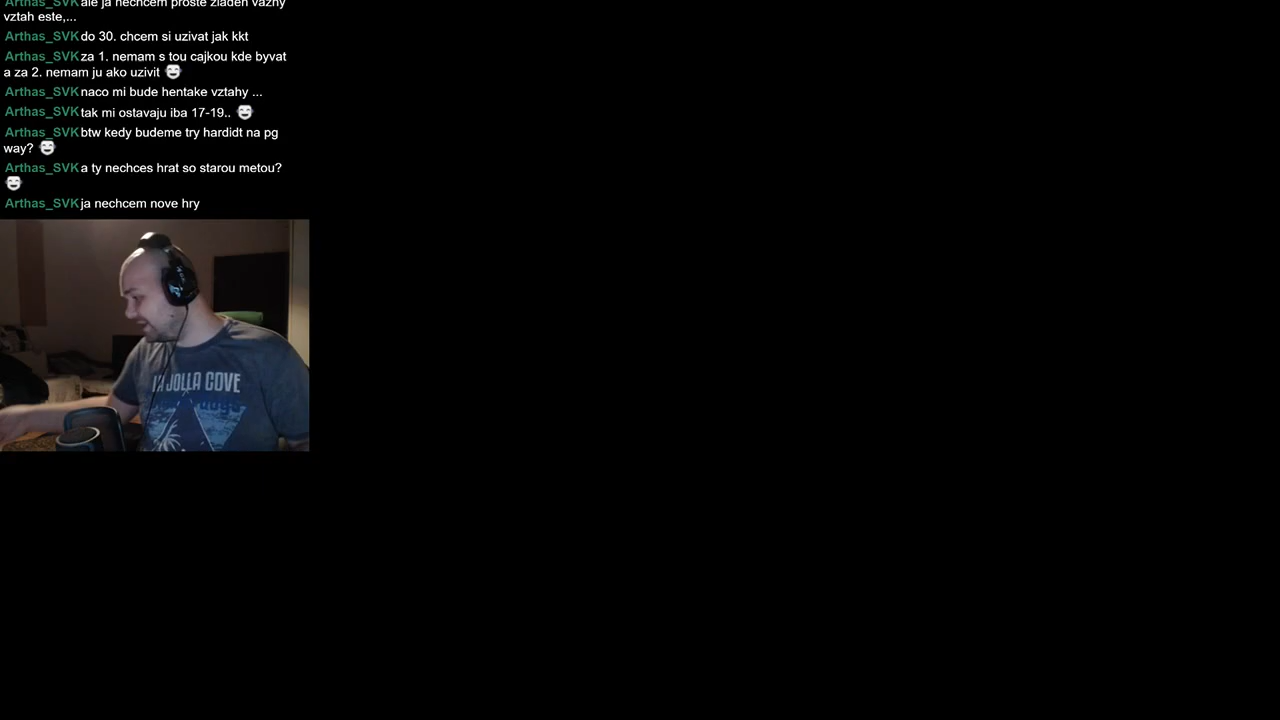 Arthas_SVK ale ja nechcem proste ziaden vazny
vztah este,...
Arthas_SVK do 30. chcem si uzivat jak kkt
Arthas_SVK za 1. nemam s tou cajkou kde byvat
a za 2. nemam ju ako uzivit
Arthas_SVK naco mi bude hentake vztahy ...
Arthas_SVK tak mi ostavaju iba 17-19..
Arthas_SVK btw kedy budeme try hardidt na pg
way?
Arthas_SVK a ty nechces hrat so starou metou?
Arthas_SVK ja nechcem nove hry
JOLLA COVE